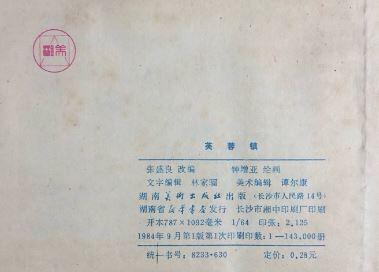 芙蓉镇
张盛良 改编 钟增亚 绘画
文字编辑 林家骝 美术编辑 谭尔康
湖南美术出版社出版 (长沙市人民路14号)
湖南省新华书店发行 长沙市湘中印刷厂印刷
开本787×1092毫米 1/64 印张:2.125
1984年9月第1版第1次印刷印数:1—143,000册
统一书号:8233·630 定价:0.28元